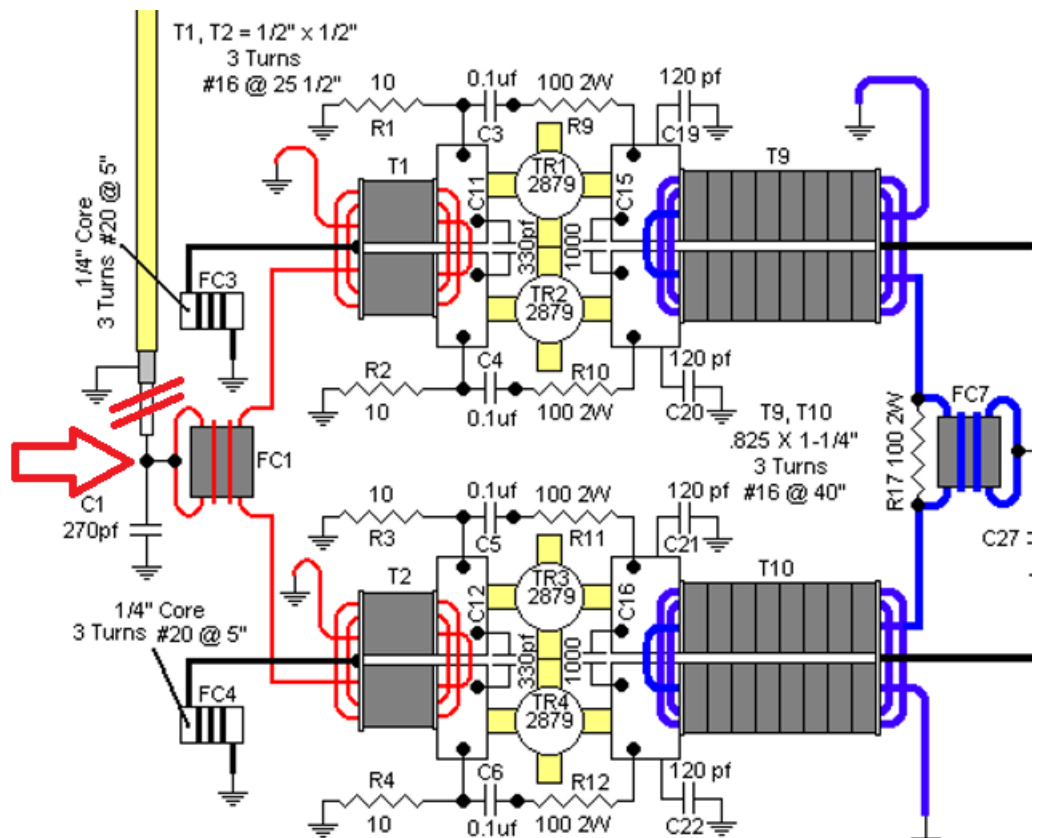 T1, T2 = 1/2" x 1/2"
3 Turns
#16 @ 25 1/2"
1/4" Core
3 Turns #20 @ 5"
FC3
10
R1
0.1uf
C3
100 2W
R9
120 pf
C19
T1
C11
TR1
2879
C15
T9
330pf
1000
TR2
2879
R2
10
C4
0.1uf
R10
100 2W
120 pf
C20
T9, T10
.825 X 1-1/4"
3 Turns
#16 @ 40"
R17 100 2W
FC7
FC1
C1
270pf
10
R3
0.1uf
C5
100 2W
R11
120 pf
C21
C27
T2
C12
TR3
2879
C16
T10
1/4" Core
3 Turns #20 @ 5"
FC4
330pf
1000
TR4
2879
R4
10
C6
0.1uf
R12
100 2W
120 pf
C22